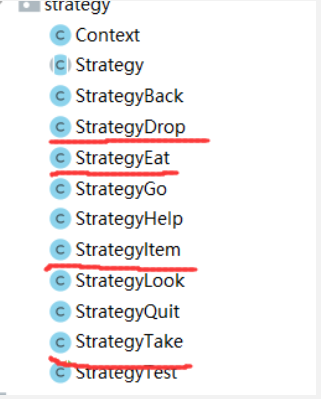 strategy
C Context
C Strategy
C StrategyBack
C StrategyDrop
C StrategyEat
C StrategyGo
C StrategyHelp
C StrategyItem
C StrategyLook
C StrategyQuit
C StrategyTake
C StrategyTest